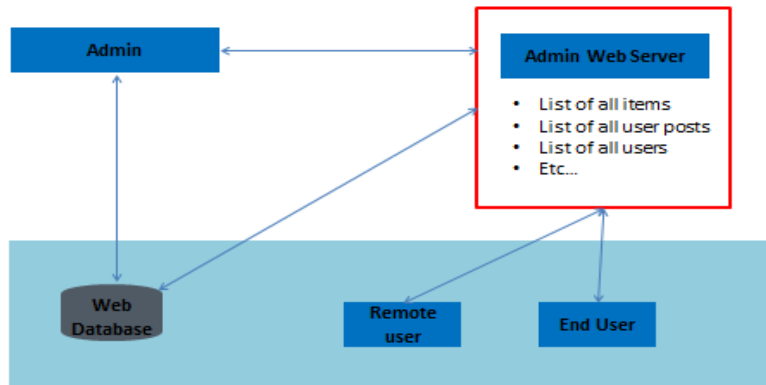 Admin
Admin Web Server
• List of all items
• List of all user posts
• List of all users
• Etc...
Web
Database
Remote
user
End User